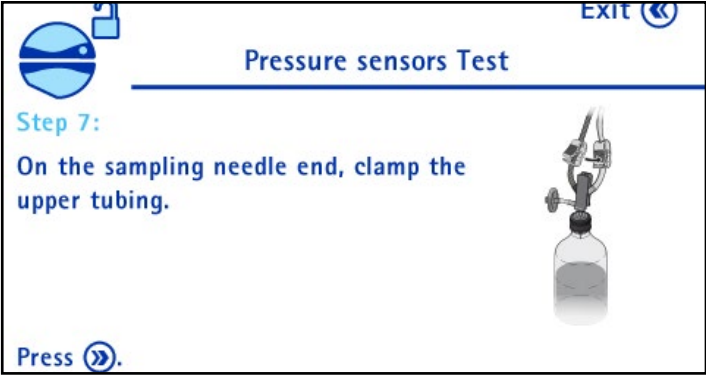 Exit
Pressure sensors Test
Step 7:
On the sampling needle end, clamp the
upper tubing.
Press .